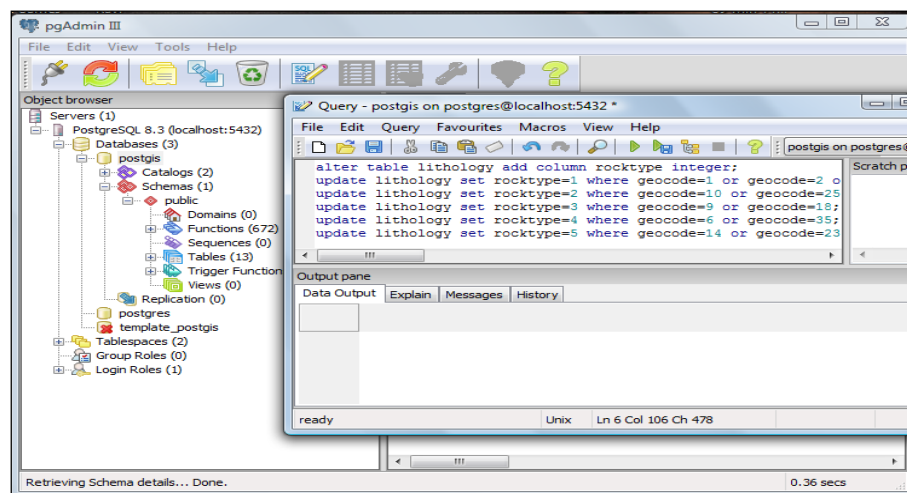 pgAdmin III
File Edit View Tools Help
SQL
Object browser
Servers (1)
PostgreSQL 8.3 (localhost:5432)
Databases (3)
postgis
Catalogs (2)
Schemas (1)
public
Domains (0)
Functions (672)
Sequences (0)
Tables (13)
Trigger Function
Views (0)
Replication (0)
postgres
template_postgis
Tablespaces (2)
Group Roles (0)
Login Roles (1)
Query - postgis on postgres@localhost:5432 *
File Edit Query Favourites Macros View Help
postgis on postgres@
alter table lithology add column rocktype integer;
update lithology set rocktype=1 where geocode=1 or geocode=2 o
update lithology set rocktype=2 where geocode=10 or geocode=25
update lithology set rocktype=3 where geocode=9 or geocode=18;
update lithology set rocktype=4 where geocode=6 or geocode=35;
update lithology set rocktype=5 where geocode=14 or geocode=23
Scratch p
Output pane
Data Output Explain Messages History
ready Unix Ln 6 Col 106 Ch 478
Retrieving Schema details... Done. 0.36 secs